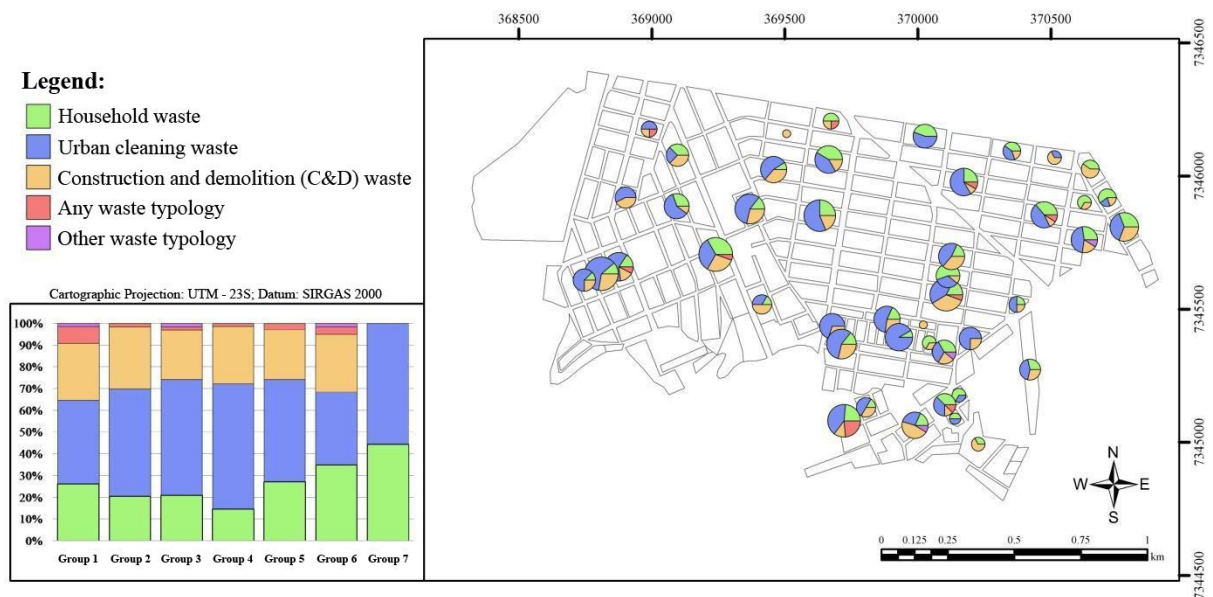 368500 369000 369500 370000 370500
7346500
7346000
7345500
7345000
7344500
Legend:
Household waste
Urban cleaning waste
Construction and demolition (C&D) waste
Any waste typology
Other waste typology
Cartographic Projection: UTM - 23S; Datum: SIRGAS 2000
100%
90%
80%
70%
60%
50%
40%
30%
20%
10%
0%
Group 1 Group 2 Group 3 Group 4 Group 5 Group 6 Group 7
N
W E
S
0 0.125 0.25 0.5 0.75 1
km